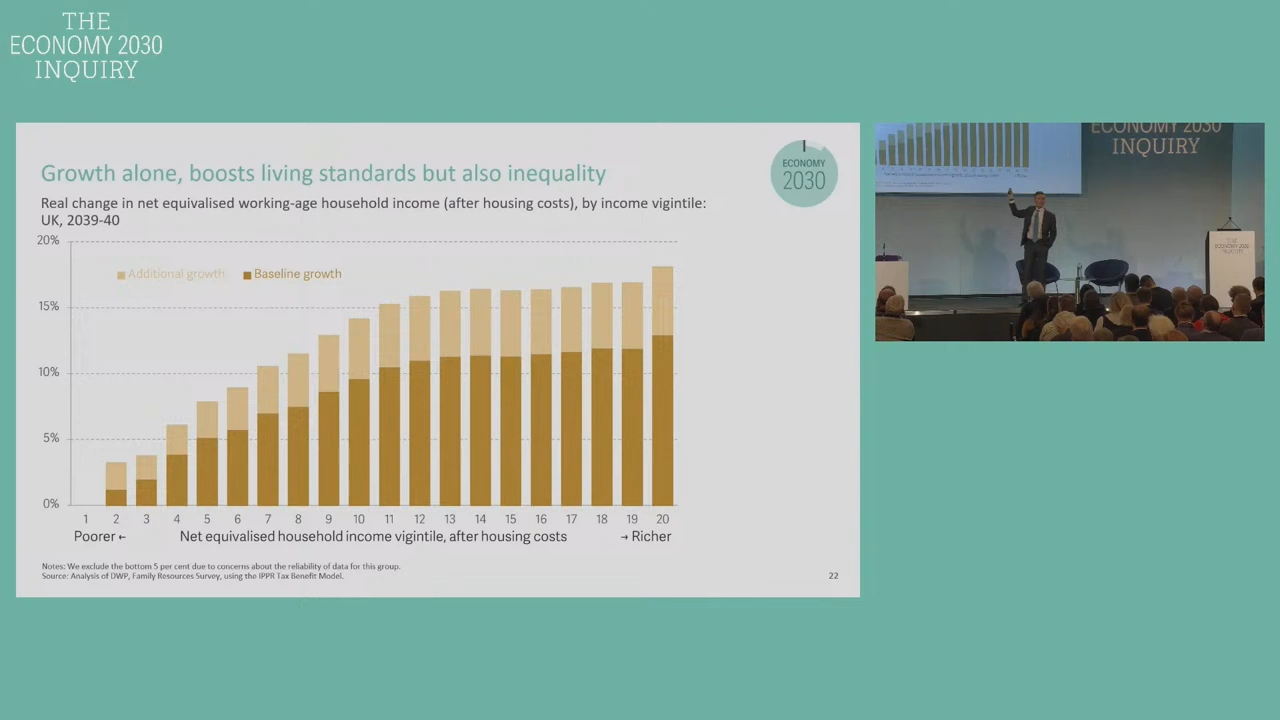 THE
ECONOMY 2030
INQUIRY
Growth alone, boosts living standards but also inequality
ECONOMY
2030
Real change in net equivalised working-age household income (after housing costs), by income vigintile:
UK, 2039-40
20%
Additional growth Baseline growth
15%
10%
5%
0%
1 2 3 4 5 6 7 8 9 10 11 12 13 14 15 16 17 18 19 20
Poorer ← Net equivalised household income vigintile, after housing costs → Richer
Notes: We exclude the bottom 5 per cent due to concerns about the reliability of data for this group.
Source: Analysis of DWP, Family Resources Survey, using the IPPR Tax Benefit Model.
22
ECONOMY 2030
INQUIRY
THE
ECONOMY 2030
INQUIRY